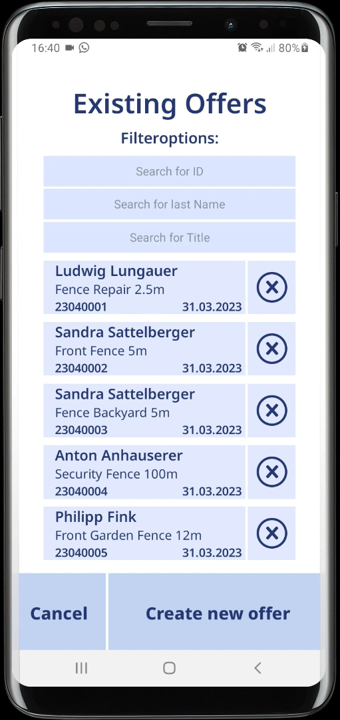 16:40 80%
Existing Offers
Filteroptions:
Search for ID
Search for last Name
Search for Title
Ludwig Lungauer
Fence Repair 2.5m
23040001 31.03.2023
Sandra Sattelberger
Front Fence 5m
23040002 31.03.2023
Sandra Sattelberger
Fence Backyard 5m
23040003 31.03.2023
Anton Anhauserer
Security Fence 100m
23040004 31.03.2023
Philipp Fink
Front Garden Fence 12m
23040005 31.03.2023
Cancel Create new offer